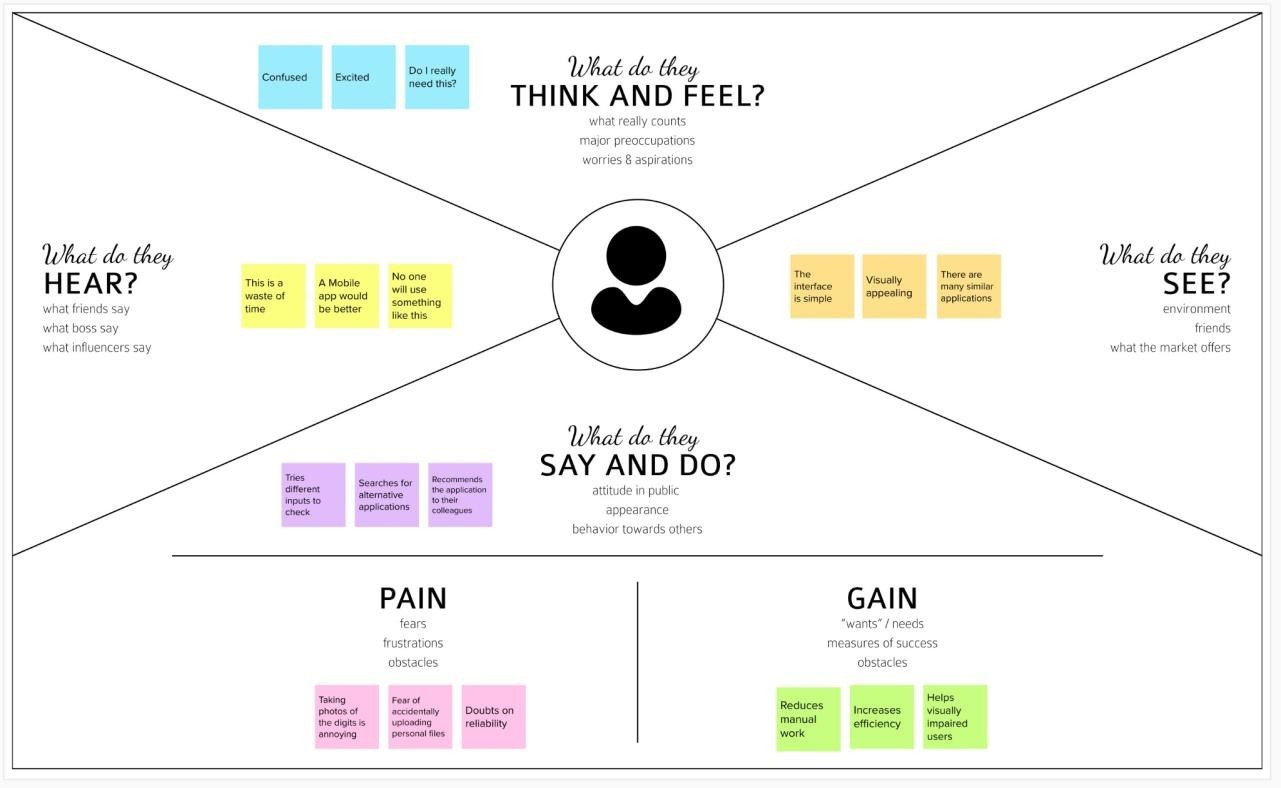 Confused
Excited
Do I really
need this?
What do they
THINK AND FEEL?
what really counts
major preoccupations
worries & aspirations
What do they
HEAR?
what friends say
what boss say
what influencers say
This is a
waste of
time
A Mobile
app would
be better
No one
will use
something
like this
The
interface
is simple
Visually
appealing
There are
many similar
applications
What do they
SEE?
environment
friends
what the market offers
Tries
different
inputs to
check
Searches for
alternative
applications
Recommends
the application
to their
colleagues
What do they
SAY AND DO?
attitude in public
appearance
behavior towards others
PAIN
fears
frustrations
obstacles
Taking
photos of
the digits is
annoying
Fear of
accidentally
uploading
personal files
Doubts on
reliability
GAIN
"wants" / needs
measures of success
obstacles
Reduces
manual
work
Increases
efficiency
Helps
visually
impaired
users